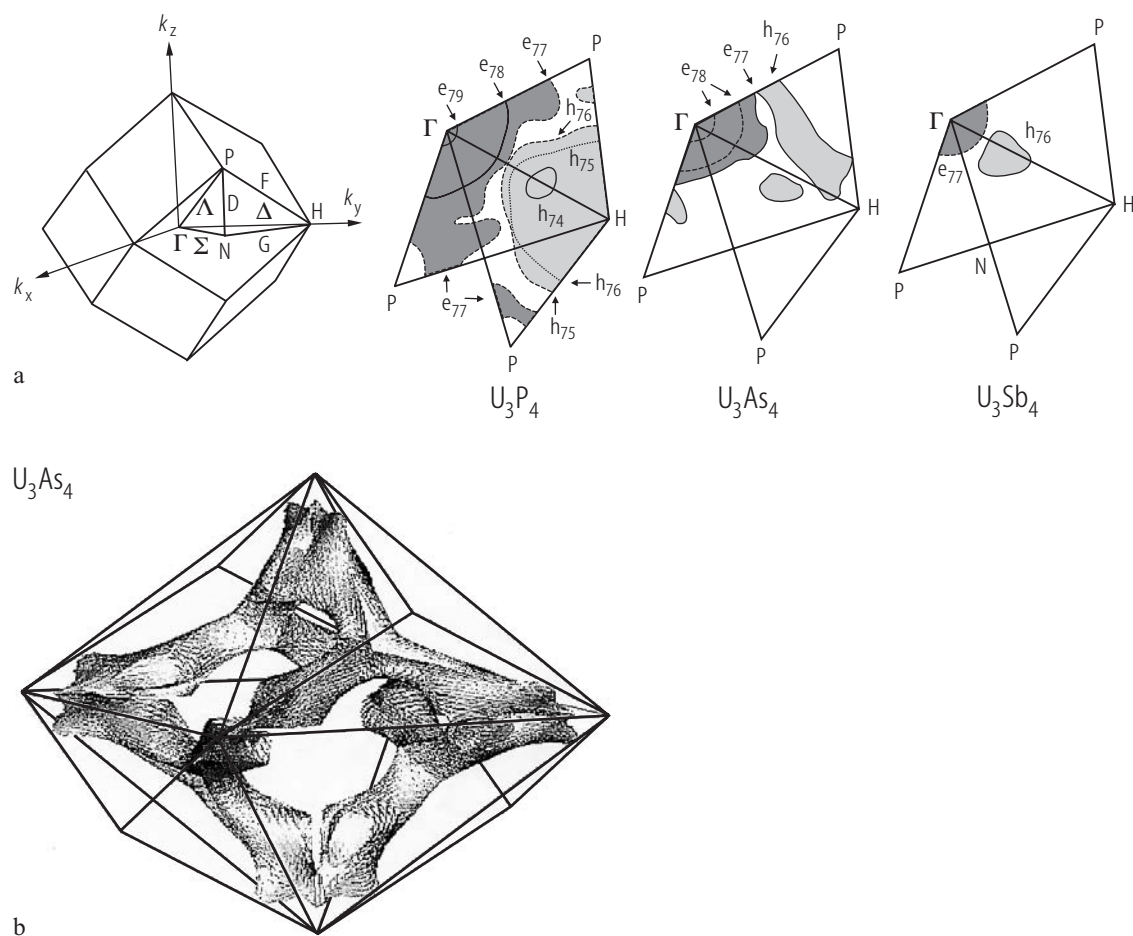 k_z
P
F
Λ
D
Δ
H
k_y
Γ
Σ
N
G
k_x
a
e_79
e_78
e_77
P
Γ
h_76
h_75
h_74
H
P
e_77
h_76
h_75
P
U_3P_4
e_78
e_77
h_76
P
Γ
H
P
P
U_3As_4
P
Γ
h_76
e_77
H
P
N
P
U_3Sb_4
U_3As_4
b